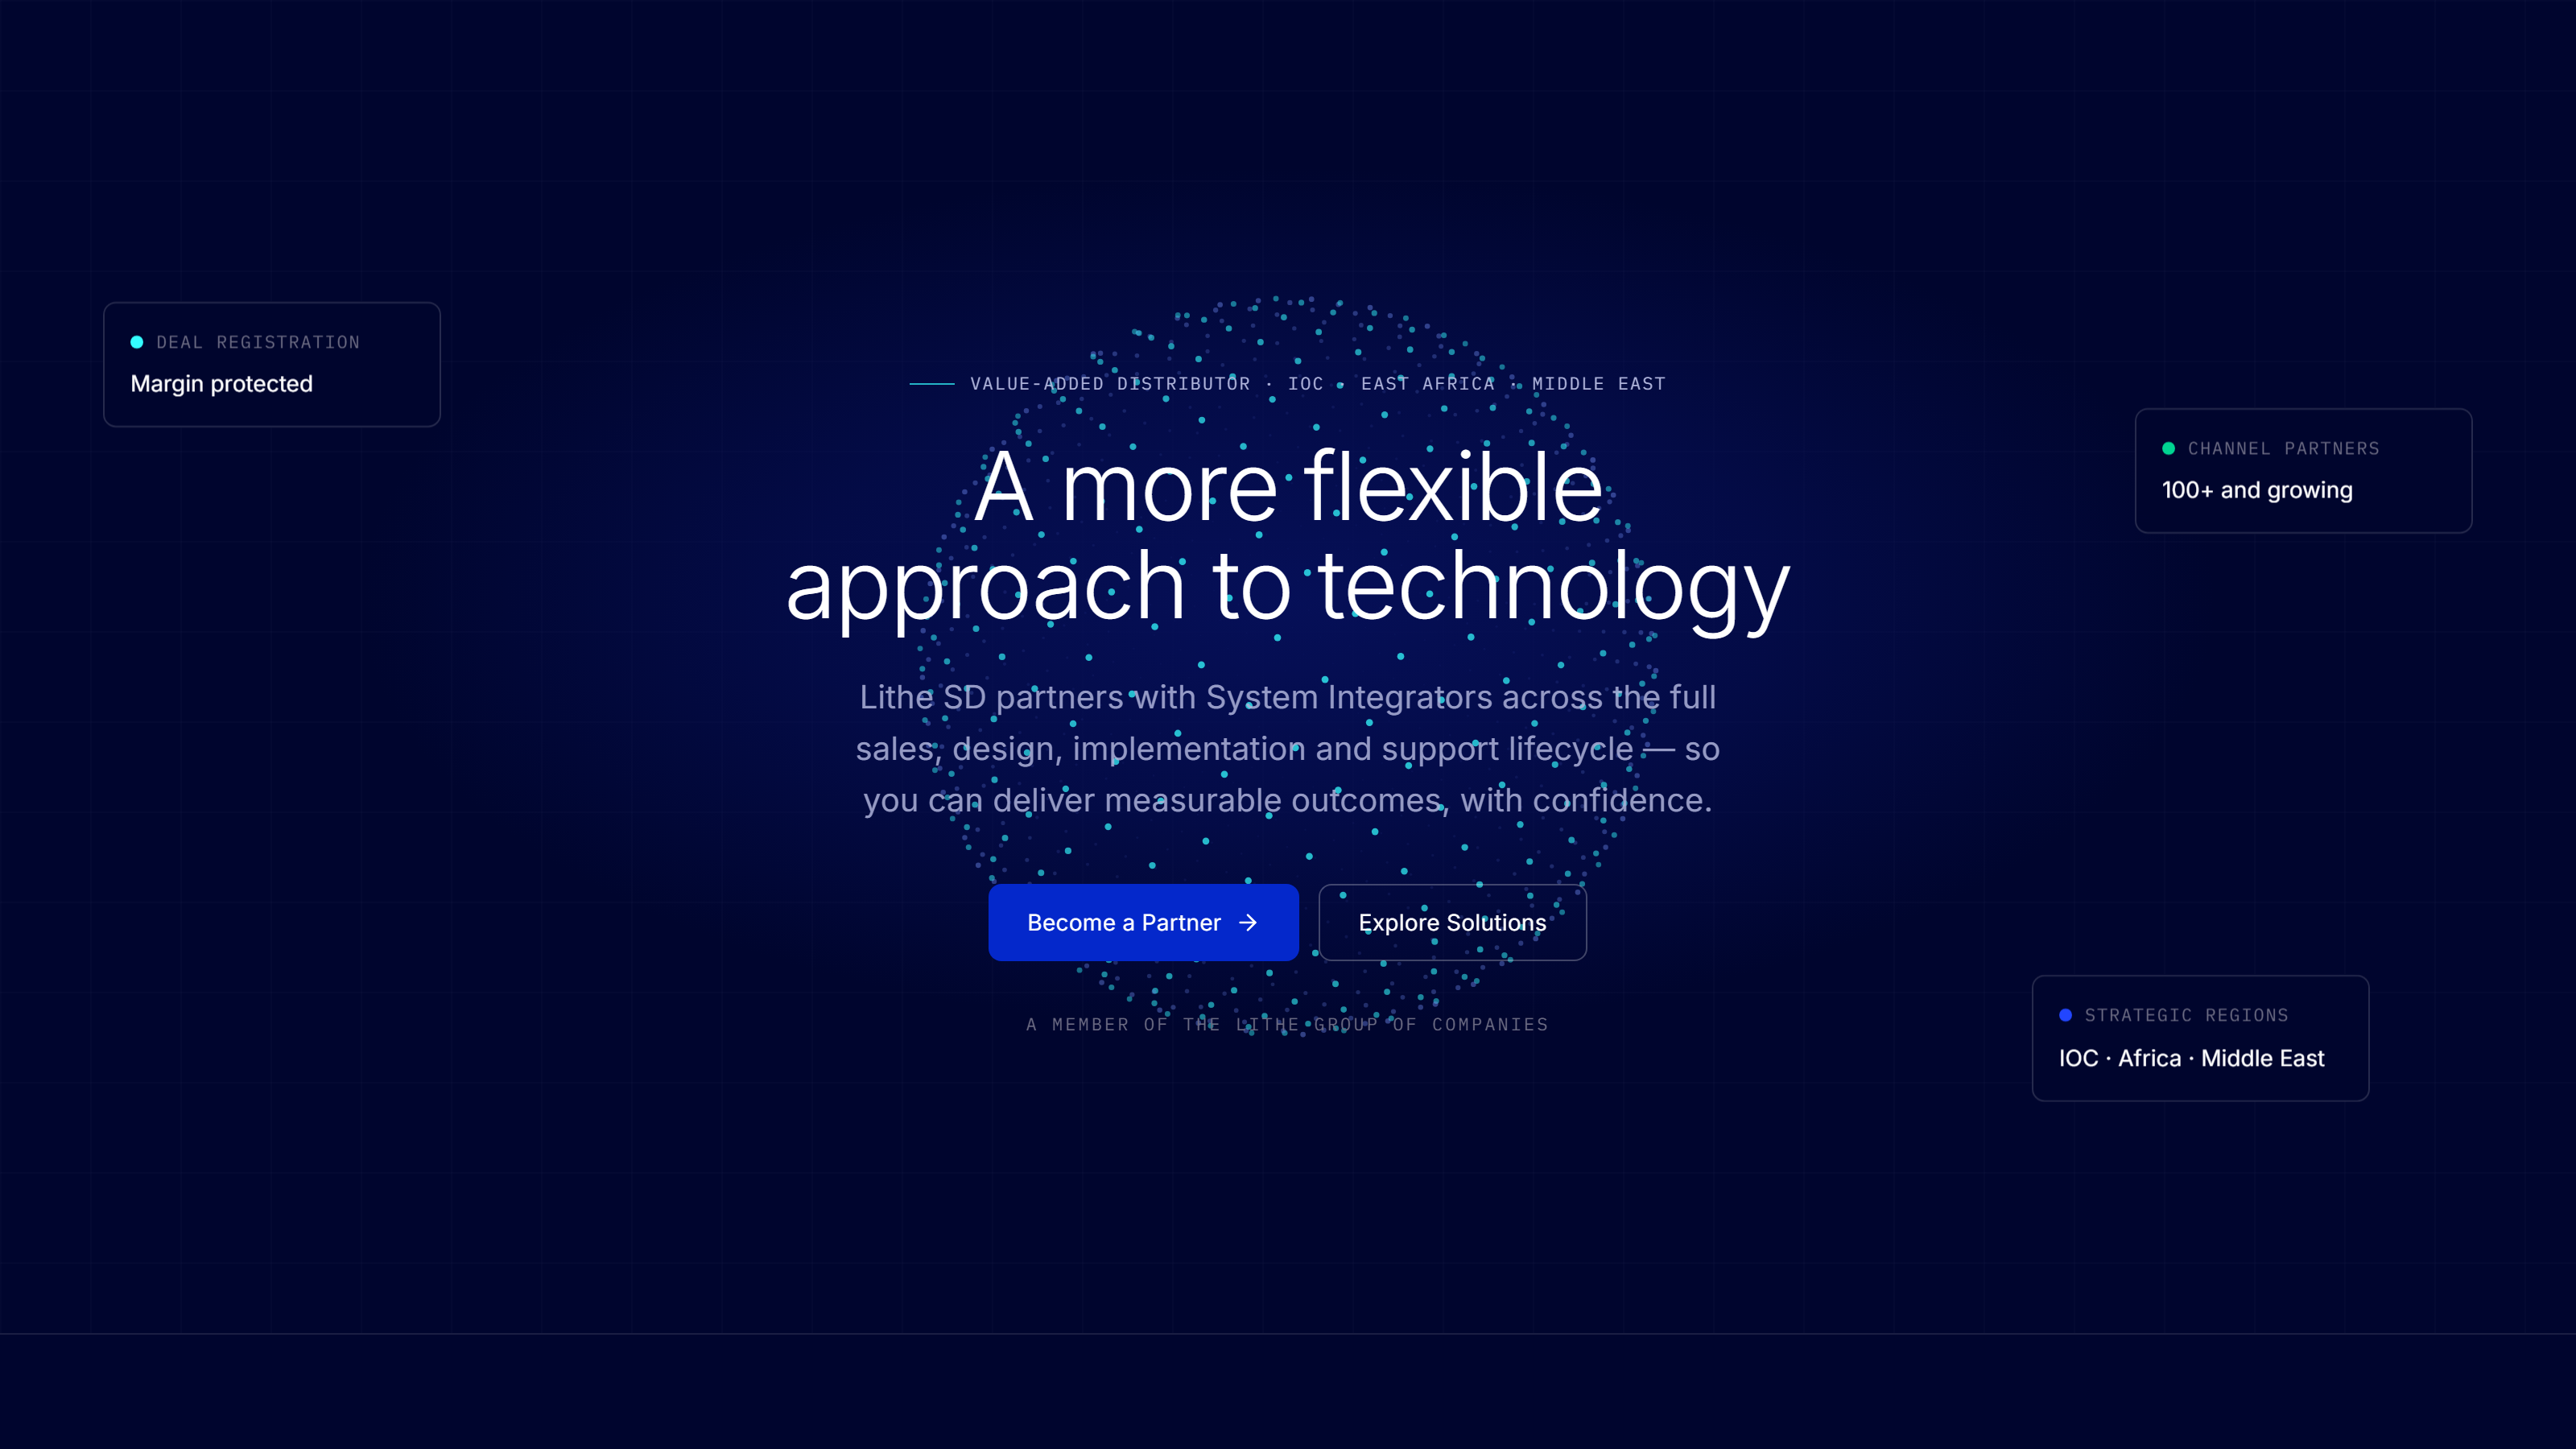 DEAL REGISTRATION
Margin protected
VALUE-ADDED DISTRIBUTOR · IOC · EAST AFRICA · MIDDLE EAST
CHANNEL PARTNERS
100+ and growing
A more flexible
approach to technology
Lithe SD partners with System Integrators across the full
sales, design, implementation and support lifecycle — so
you can deliver measurable outcomes, with confidence.
Become a Partner →
Explore Solutions
A MEMBER OF THE LITHE GROUP OF COMPANIES
STRATEGIC REGIONS
IOC · Africa · Middle East